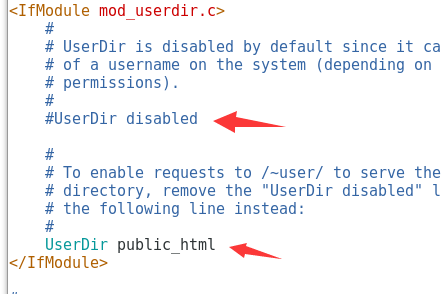 <IfModule mod_userdir.c>
#
# UserDir is disabled by default since it ca
# of a username on the system (depending on
# permissions).
#
#UserDir disabled
#
# To enable requests to /~user/ to serve the
# directory, remove the "UserDir disabled" l
# the following line instead:
#
UserDir public_html
</IfModule>